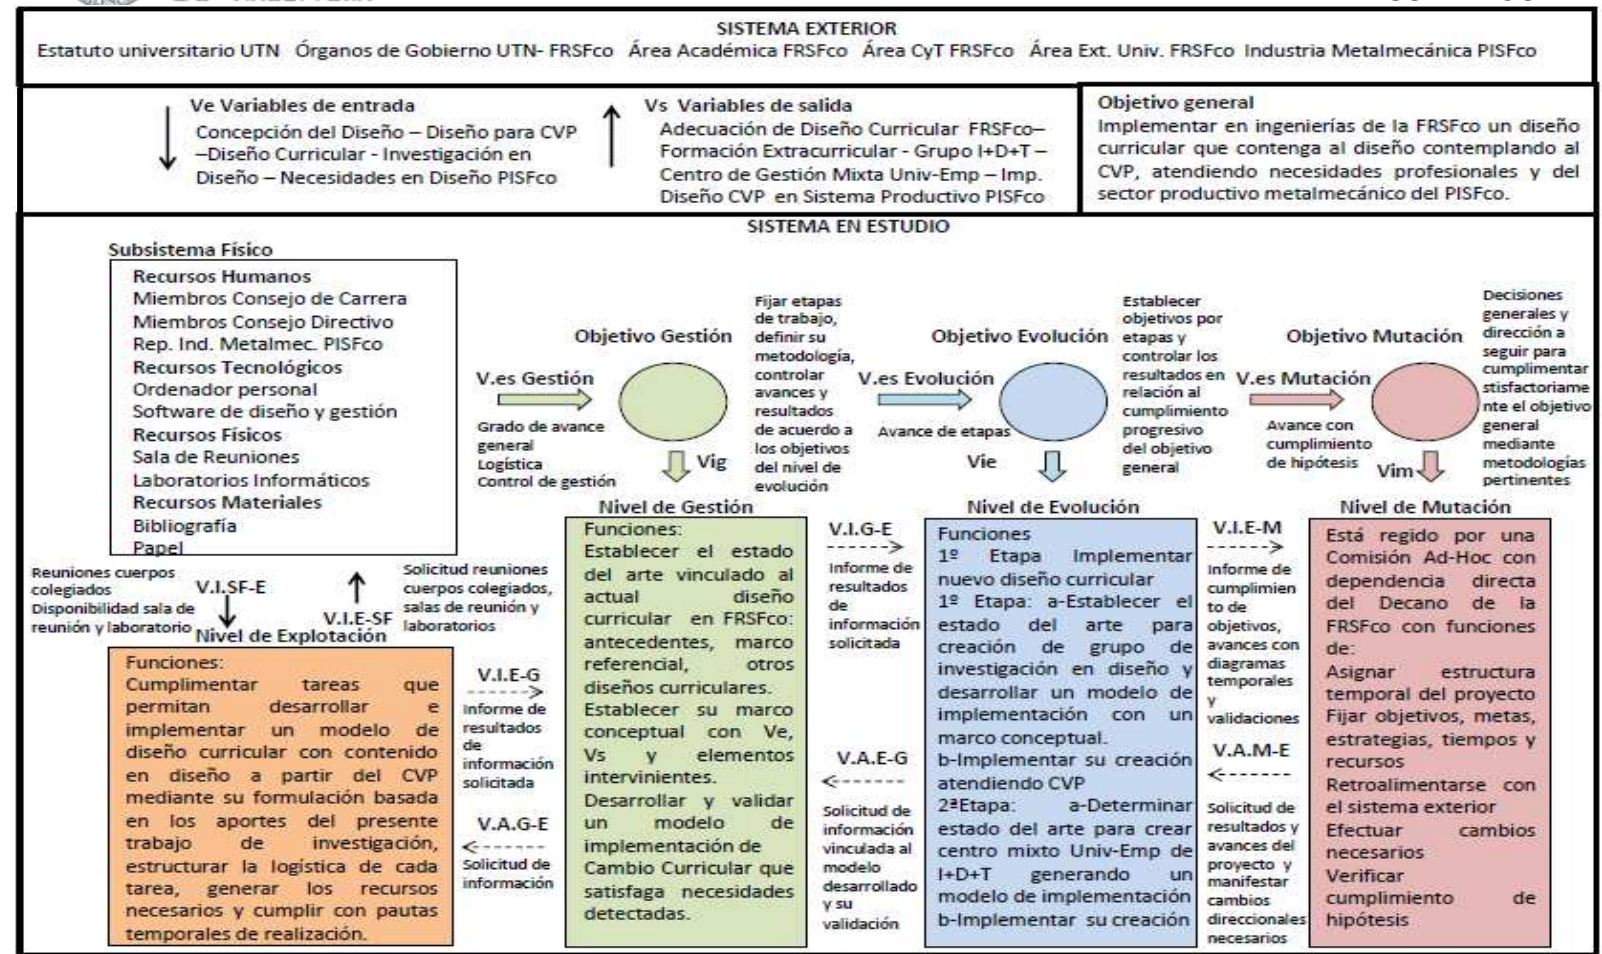 SISTEMA EXTERIOR
Estatuto universitario UTN Órganos de Gobierno UTN- FRSFco Área Académica FRSFco Área CyT FRSFco Área Ext. Univ. FRSFco Industria Metalmecánica PISFco
Ve Variables de entrada
Concepción del Diseño – Diseño para CVP
–Diseño Curricular - Investigación en
Diseño – Necesidades en Diseño PISFco
Vs Variables de salida
Adecuación de Diseño Curricular FRSFco–
Formación Extracurricular - Grupo I+D+T –
Centro de Gestión Mixta Univ-Emp – Imp.
Diseño CVP en Sistema Productivo PISFco
Objetivo general
Implementar en ingenierías de la FRSFco un diseño
curricular que contenga al diseño contemplando al
CVP, atendiendo necesidades profesionales y del
sector productivo metalmecánico del PISFco.
SISTEMA EN ESTUDIO
Subsistema Físico
Recursos Humanos
Miembros Consejo de Carrera
Miembros Consejo Directivo
Rep. Ind. Metalmec. PISFco
Recursos Tecnológicos
Ordenador personal
Software de diseño y gestión
Recursos Físicos
Sala de Reuniones
Laboratorios Informáticos
Recursos Materiales
Bibliografía
Papel
Reuniones cuerpos
colegiados
Disponibilidad sala de
reunión y laboratorio
V.I.SF-E
V.I.E-SF
Solicitud reuniones
cuerpos colegiados,
salas de reunión y
laboratorios
Nivel de Explotación
Funciones:
Cumplimentar tareas que
permitan desarrollar e
implementar un modelo de
diseño curricular con contenido
en diseño a partir del CVP
mediante su formulación basada
en los aportes del presente
trabajo de investigación,
estructurar la logística de cada
tarea, generar los recursos
necesarios y cumplir con pautas
temporales de realización.
V.I.E-G
Informe de
resultados
de
información
solicitada
V.A.G-E
Solicitud de
información
Objetivo Gestión
V.es Gestión
Grado de avance
general
Logística
Control de gestión
Vig
Fijar etapas
de trabajo,
definir su
metodología,
controlar
avances y
resultados
de acuerdo a
los objetivos
del nivel de
evolución
Nivel de Gestión
Funciones:
Establecer el estado
del arte vinculado al
actual diseño
curricular en FRSFco:
antecedentes, marco
referencial, otros
diseños curriculares.
Establecer su marco
conceptual con Ve,
Vs y elementos
intervinientes.
Desarrollar y validar
un modelo de
implementación de
Cambio Curricular que
satisfaga necesidades
detectadas.
V.I.G-E
Informe de
resultados
de
información
solicitada
V.A.E-G
Solicitud de
información
vinculada al
modelo
desarrollado
y su
validación
Objetivo Evolución
V.es Evolución
Avance de etapas
Vie
Establecer
objetivos por
etapas y
controlar los
resultados en
relación al
cumplimiento
progresivo
del objetivo
general
Nivel de Evolución
Funciones
1º Etapa Implementar
nuevo diseño curricular
1º Etapa: a-Establecer el
estado del arte para
creación de grupo de
investigación en diseño y
desarrollar un modelo de
implementación con un
marco conceptual.
b-Implementar su creación
atendiendo CVP
2ªEtapa: a-Determinar
estado del arte para crear
centro mixto Univ-Emp de
I+D+T generando un
modelo de implementación
b-Implementar su creación
V.I.E-M
Informe de
cumplimien
to de
objetivos,
avances con
diagramas
temporales
y
validaciones
V.A.M-E
Solicitud de
resultados y
avances del
proyecto y
manifestar
cambios
direccionales
necesarios
Objetivo Mutación
V.es Mutación
Avance con
cumplimiento
de hipótesis
Vim
Decisiones
generales y
dirección a
seguir para
cumplimentar
stisfactoriame
nte el objetivo
general
mediante
metodologías
pertinentes
Nivel de Mutación
Está regido por una
Comisión Ad-Hoc con
dependencia directa
del Decano de la
FRSFco con funciones
de:
Asignar estructura
temporal del proyecto
Fijar objetivos, metas,
estrategias, tiempos y
recursos
Retroalimentarse con
el sistema exterior
Efectuar cambios
necesarios
Verificar
cumplimiento de
hipótesis